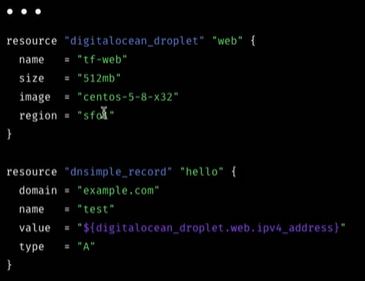 resource "digitalocean_droplet" "web" {
name = "tf-web"
size = "512mb"
image = "centos-5-8-x32"
region =
}
resource "dnsimple_record" "hello" {
domain = "example.com"
name = "test"
value = "${digitalocean_droplet.web.ipv4_address}"
type = "A"
}